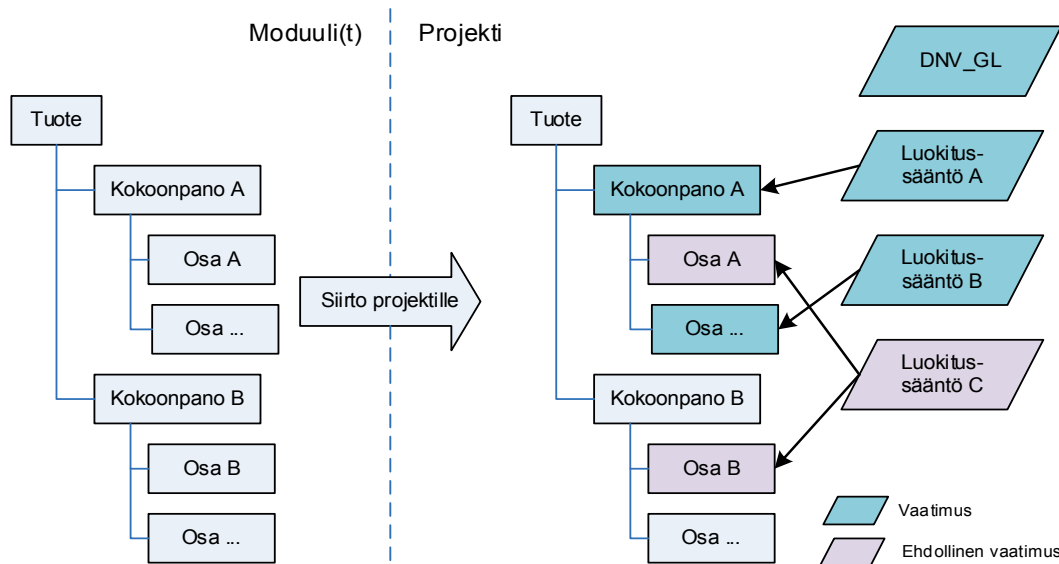 Moduuli(t)
Projekti
Tuote
Kokoonpano A
Osa A
Osa ...
Kokoonpano B
Osa B
Osa ...
Siirto projektille
Tuote
Kokoonpano A
Osa A
Osa ...
Kokoonpano B
Osa B
Osa ...
DNV_GL
Luokitus-
sääntö A
Luokitus-
sääntö B
Luokitus-
sääntö C
Vaatimus
Ehdollinen vaatimus